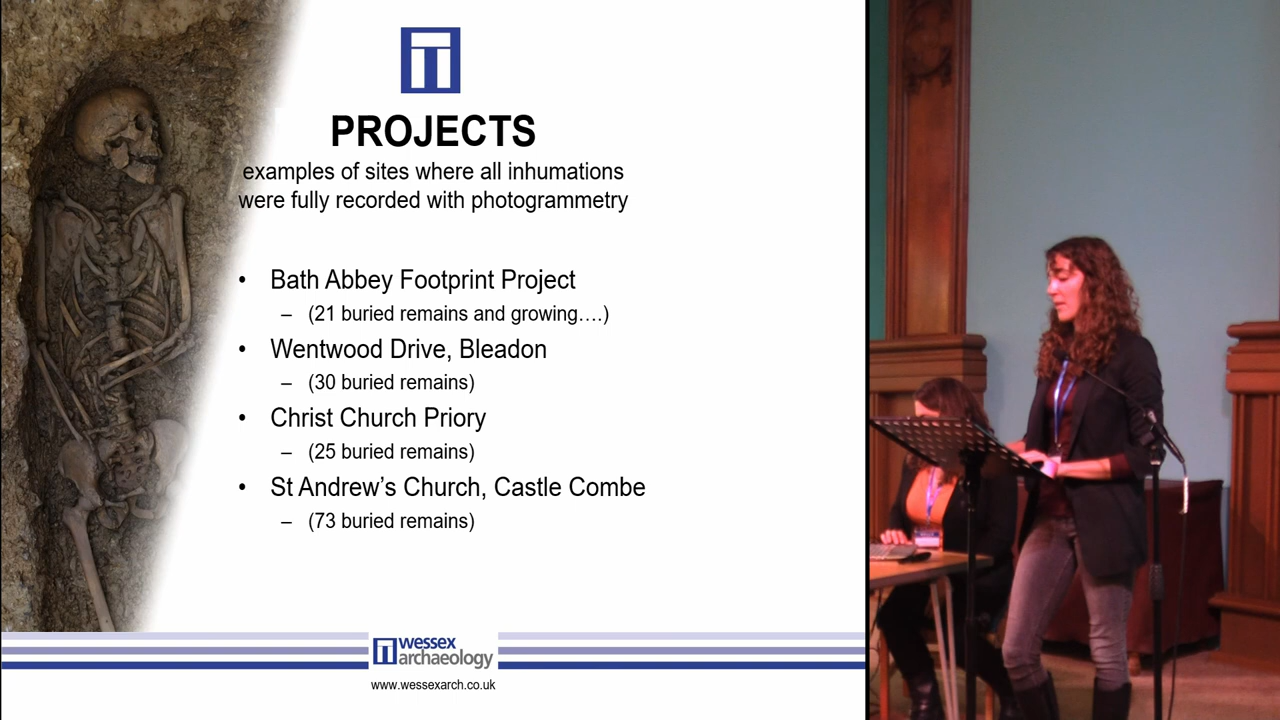 PROJECTS
examples of sites where all inhumations
were fully recorded with photogrammetry
• Bath Abbey Footprint Project
– (21 buried remains and growing….)
• Wentwood Drive, Bleadon
– (30 buried remains)
• Christ Church Priory
– (25 buried remains)
• St Andrew’s Church, Castle Combe
– (73 buried remains)
wessex
archaeology
www.wessexarch.co.uk